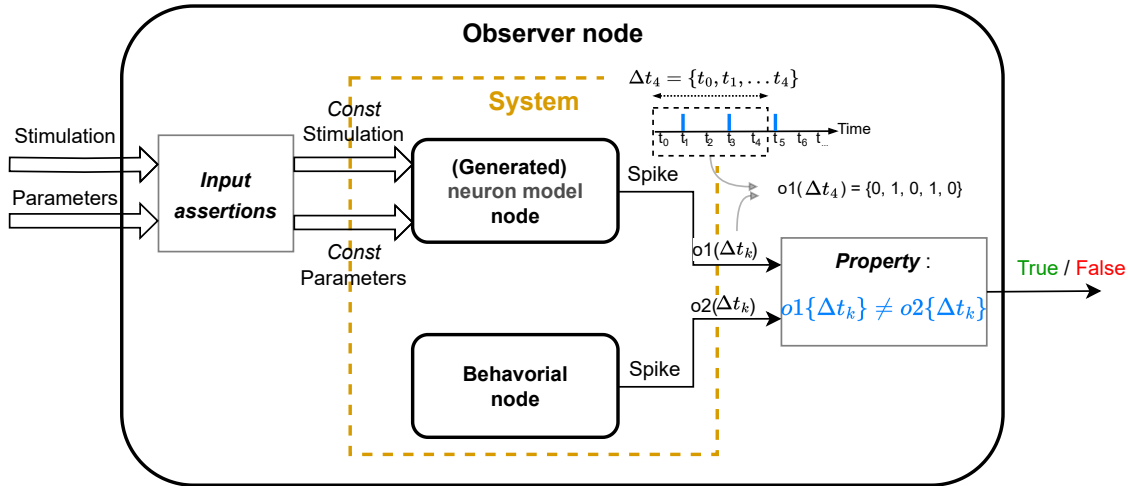 Observer node
Δt₄ = {t₀, t₁, … t₄}
System
Const
Stimulation
Stimulation
Parameters
Input
assertions
(Generated)
neuron model
node
Spike
Time
t₀ t₁ t₂ t₃ t₄ t₅ t₆ t...
o1(Δt₄) = {0, 1, 0, 1, 0}
Const
Parameters
o1(Δtₖ)
o2(Δtₖ)
Property :
o1{Δtₖ} ≠ o2{Δtₖ}
True / False
Behavorial
node
Spike